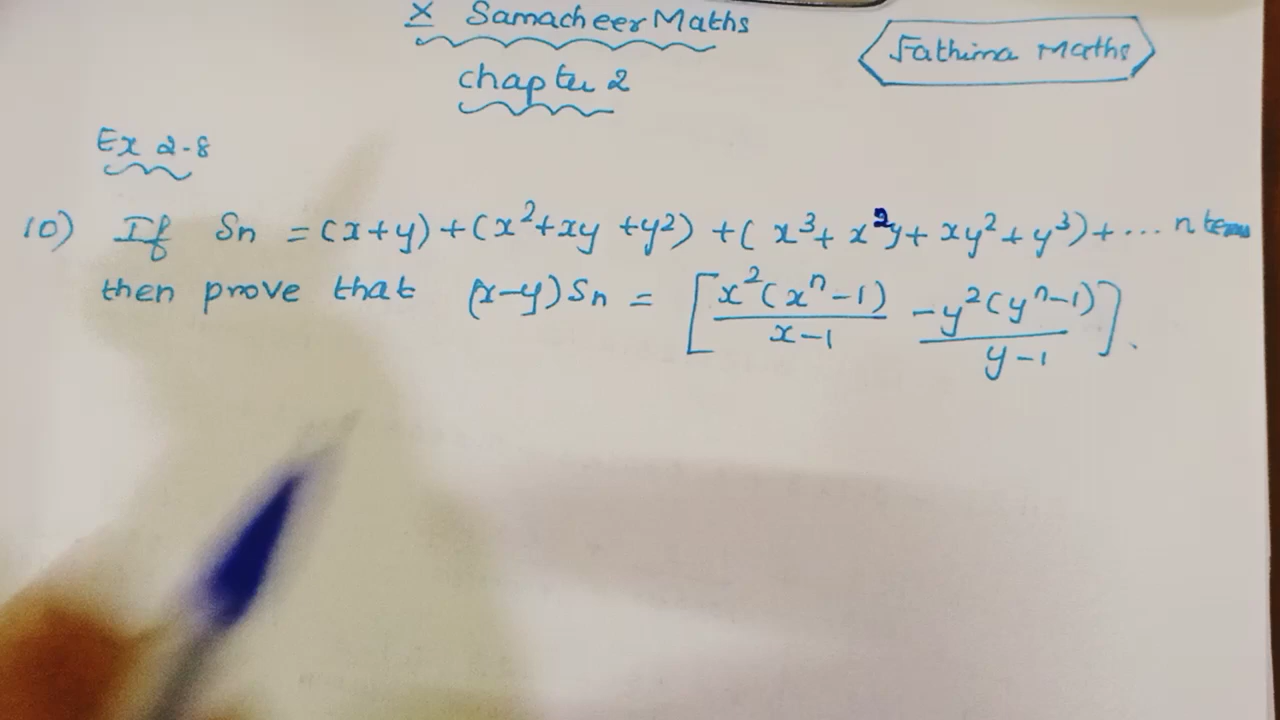 X Samacheer Maths
Fathima Maths
chapter 2
Ex 2-8
10) If Sn = (x+y) + (x²+xy+y²) + (x³+x²y+xy²+y³) + ... n terms
then prove that (x-y)Sn = [x²(xⁿ-1)/x-1 - y²(yⁿ-1)/y-1].